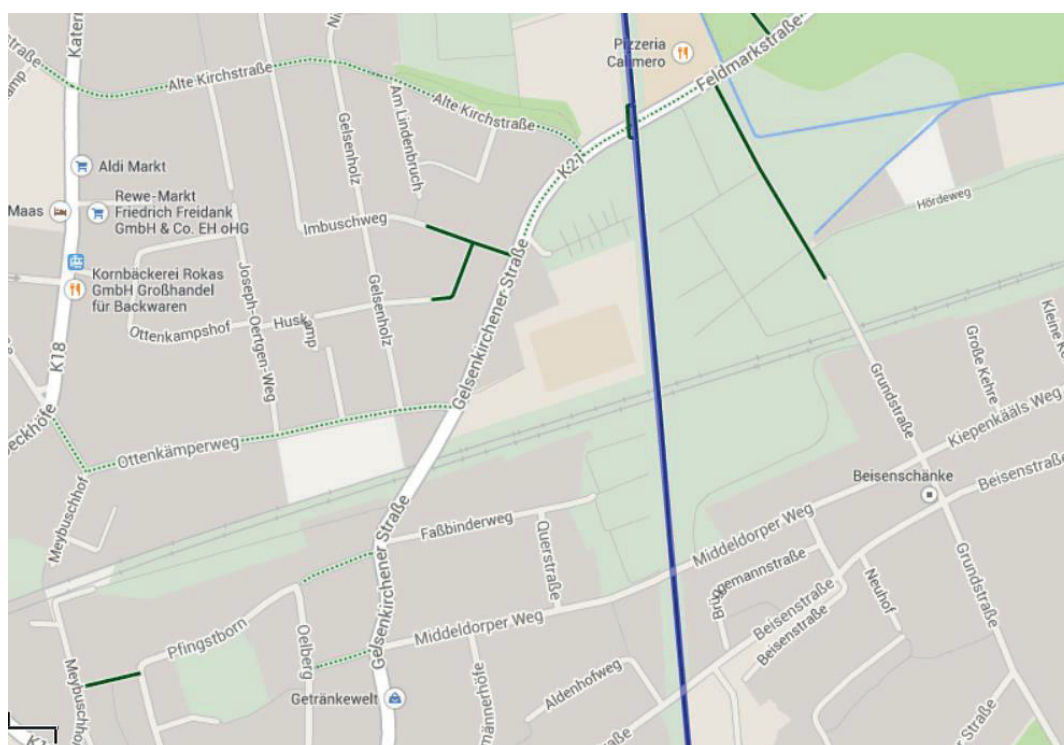 Pizzeria
Calimero
Feldmarkstraße
Alte Kirchstraße
Alte Kirchstraße
K21
Am Lindenbruch
Gelsenholz
Aldi Markt
Rewe-Markt
Friedrich Freidank
GmbH & Co. EH oHG
Maas
Imbuschweg
Hördeweg
Kornbäckerei Rokas
GmbH Großhandel
für Backwaren
Joseph-Oertgen-Weg
Gelsenholz
Gelsenkirchener-Straße
Ottenkampshof
Huskamp
K18
Große Kehre
Grundstraße
Kiepenkääls Weg
Ottenkämperweg
Beisenschänke
Beisenstraße
Meybuschhof
Gelsenkirchener Straße
Faßbinderweg
Querstraße
Middeldorper Weg
Grundstraße
Neuhof
Beisenstraße
Beisenstraße
Pfingstborn
Oelberg
Middeldorper Weg
Aldenhofweg
Getränkewelt